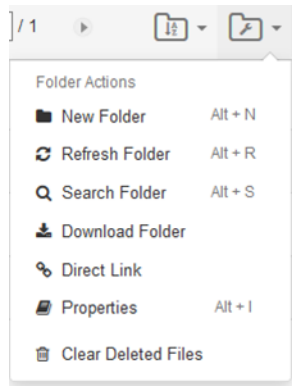 / 1
Folder Actions
New Folder Alt + N
Refresh Folder Alt + R
Search Folder Alt + S
Download Folder
Direct Link
Properties Alt + I
Clear Deleted Files